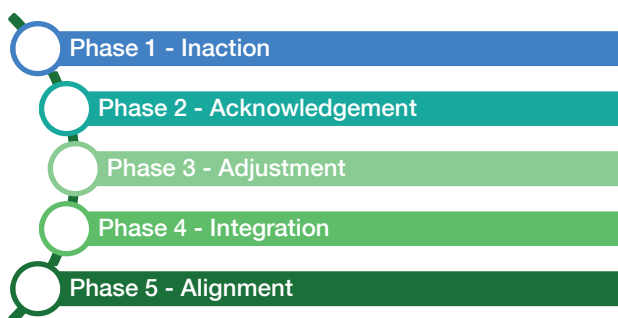 Phase 1 - Inaction
Phase 2 - Acknowledgement
Phase 3 - Adjustment
Phase 4 - Integration
Phase 5 - Alignment